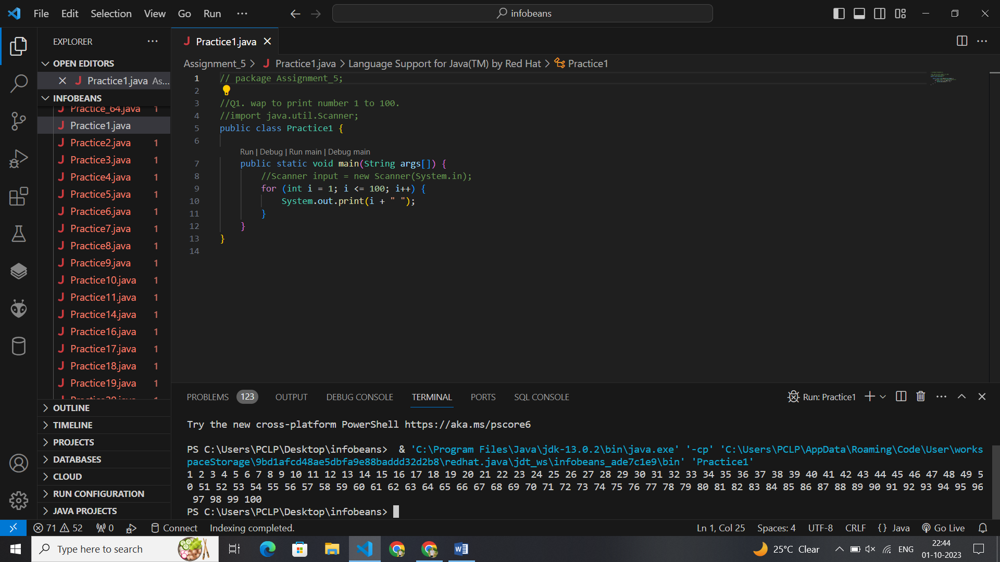 File Edit Selection View Go Run ···
infobeans
EXPLORER
OPEN EDITORS
Practice1.java As...
INFOBEANS
Practice_64.java 1
Practice1.java
Practice2.java 1
Practice3.java 1
Practice4.java 1
Practice5.java 1
Practice6.java 1
Practice7.java 1
Practice8.java 1
Practice9.java 1
Practice10.java 1
Practice11.java 1
Practice14.java 1
Practice16.java 1
Practice17.java 1
Practice18.java 1
Practice19.java 1
OUTLINE
TIMELINE
PROJECTS
DATABASES
CLOUD
RUN CONFIGURATION
JAVA PROJECTS
Practice1.java
Assignment_5 > Practice1.java > Language Support for Java(TM) by Red Hat > Practice1
1 // package Assignment_5;
2
3 //Q1. wap to print number 1 to 100.
4 //import java.util.Scanner;
5 public class Practice1 {
6
Run | Debug | Run main | Debug main
7 public static void main(String args[]) {
8 //Scanner input = new Scanner(System.in);
9 for (int i = 1; i <= 100; i++) {
10 System.out.print(i + " ");
11 }
12 }
13 }
14
PROBLEMS 123 OUTPUT DEBUG CONSOLE TERMINAL PORTS SQL CONSOLE
Run: Practice1
Try the new cross-platform PowerShell https://aka.ms/pscore6
PS C:\Users\PCLP\Desktop\infobeans>  & 'C:\Program Files\Java\jdk-13.0.2\bin\java.exe' '-cp' 'C:\Users\PCLP\AppData\Roaming\Code\User\works
paceStorage\9bd1afcd48ae5dbfa9e88baddd32d2b8\redhat.java\jdt_ws\infobeans_ade7c1e9\bin' 'Practice1'
1 2 3 4 5 6 7 8 9 10 11 12 13 14 15 16 17 18 19 20 21 22 23 24 25 26 27 28 29 30 31 32 33 34 35 36 37 38 39 40 41 42 43 44 45 46 47 48 49 5
0 51 52 53 54 55 56 57 58 59 60 61 62 63 64 65 66 67 68 69 70 71 72 73 74 75 76 77 78 79 80 81 82 83 84 85 86 87 88 89 90 91 92 93 94 95 96
97 98 99 100
PS C:\Users\PCLP\Desktop\infobeans>
71 52 0 Connect Indexing completed.
Ln 1, Col 25 Spaces: 4 UTF-8 CRLF {} Java Go Live
Type here to search
25°C Clear
ENG
22:44
01-10-2023